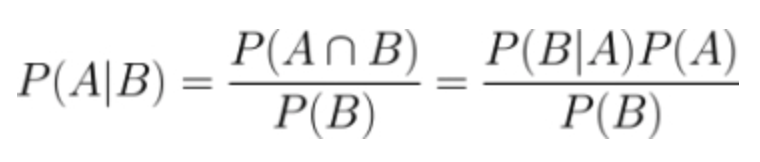 P(A|B) = P(A ∩ B) / P(B) = P(B|A)P(A) / P(B)